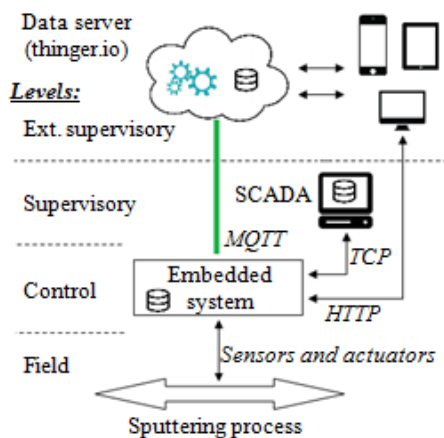 Data server
(thinger.io)
Levels:
Ext. supervisory
Supervisory
SCADA
MQTT
TCP
Control
Embedded
system
HTTP
Sensors and actuators
Field
Sputtering process